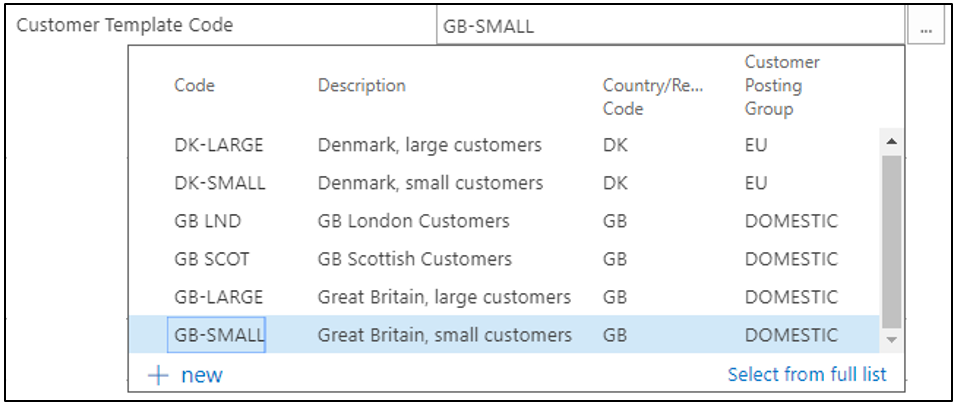 Customer Template Code GB-SMALL ...
Code Description Country/Re... Code Customer Posting Group
DK-LARGE Denmark, large customers DK EU
DK-SMALL Denmark, small customers DK EU
GB LND GB London Customers GB DOMESTIC
GB SCOT GB Scottish Customers GB DOMESTIC
GB-LARGE Great Britain, large customers GB DOMESTIC
GB-SMALL Great Britain, small customers GB DOMESTIC
+ new Select from full list